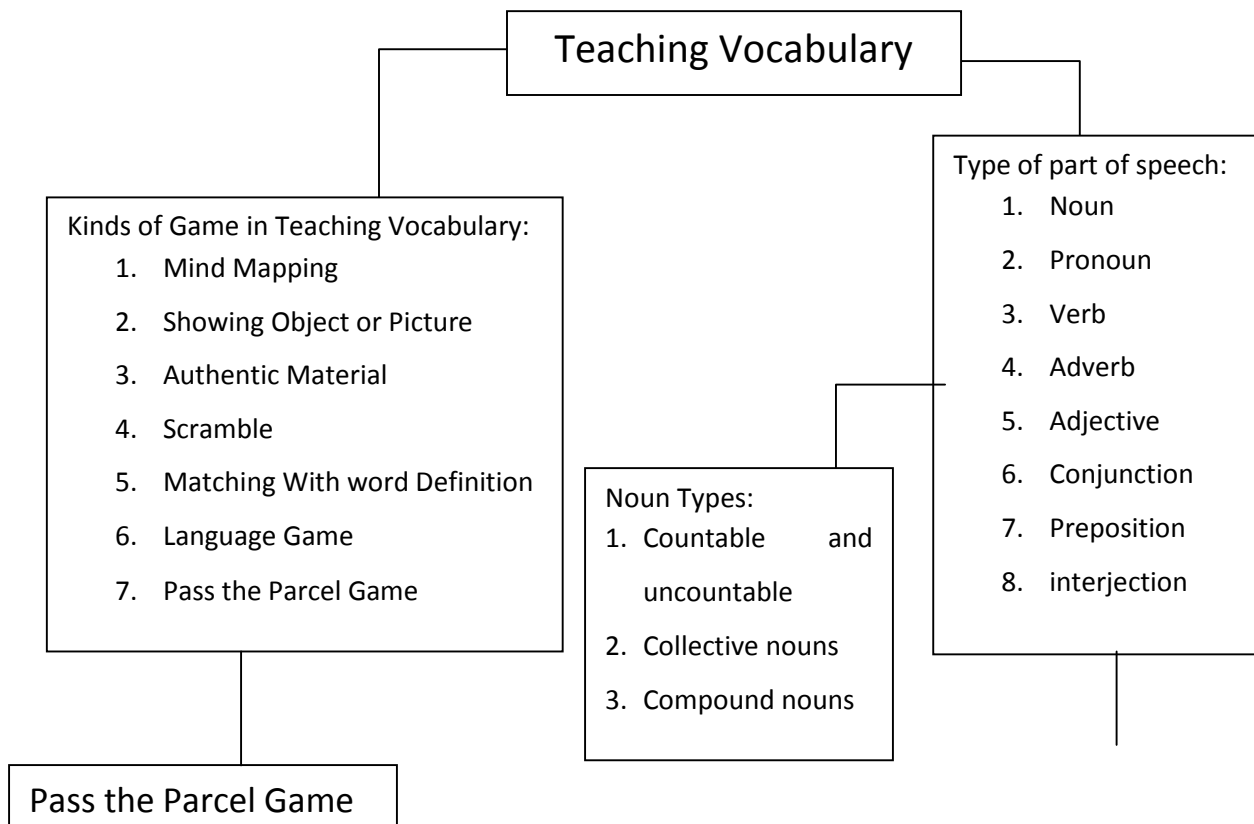 Teaching Vocabulary
Kinds of Game in Teaching Vocabulary:
1. Mind Mapping
2. Showing Object or Picture
3. Authentic Material
4. Scramble
5. Matching With word Definition
6. Language Game
7. Pass the Parcel Game
Type of part of speech:
1. Noun
2. Pronoun
3. Verb
4. Adverb
5. Adjective
6. Conjunction
7. Preposition
8. interjection
Noun Types:
1. Countable and
uncountable
2. Collective nouns
3. Compound nouns
Pass the Parcel Game